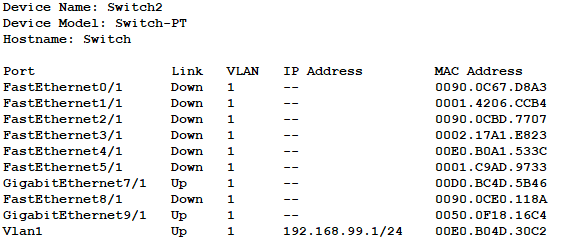 Device Name: Switch2
Device Model: Switch-PT
Hostname: Switch
Port Link VLAN IP Address MAC Address
FastEthernet0/1 Down 1 -- 0090.0C67.D8A3
FastEthernet1/1 Down 1 -- 0001.4206.CCB4
FastEthernet2/1 Down 1 -- 0090.0CBD.7707
FastEthernet3/1 Down 1 -- 0002.17A1.E823
FastEthernet4/1 Down 1 -- 00E0.B0A1.533C
FastEthernet5/1 Down 1 -- 0001.C9AD.9733
GigabitEthernet7/1 Up 1 -- 00D0.BC4D.5B46
FastEthernet8/1 Down 1 -- 0090.0CE0.118A
GigabitEthernet9/1 Up 1 -- 0050.0F18.16C4
Vlan1 Up 1 192.168.99.1/24 00E0.B04D.30C2